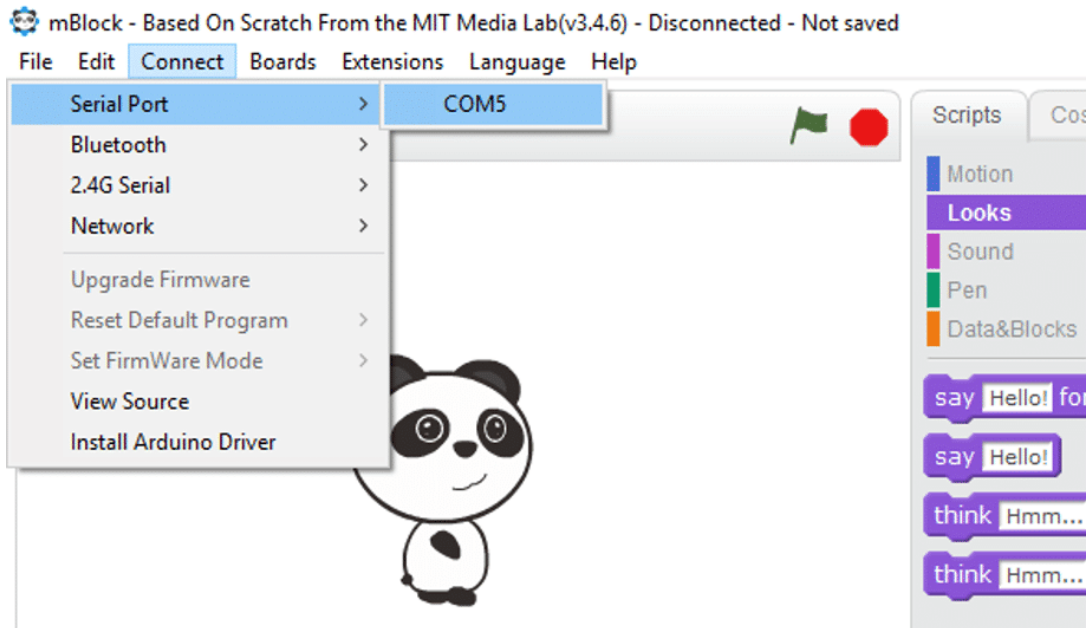 mBlock - Based On Scratch From the MIT Media Lab(v3.4.6) - Disconnected - Not saved
File Edit Connect Boards Extensions Language Help
Serial Port
COM5
Bluetooth
2.4G Serial
Network
Upgrade Firmware
Reset Default Program
Set FirmWare Mode
View Source
Install Arduino Driver
Scripts
Motion
Looks
Sound
Pen
Data&Blocks
say Hello!
say Hello!
think Hmm...
think Hmm...